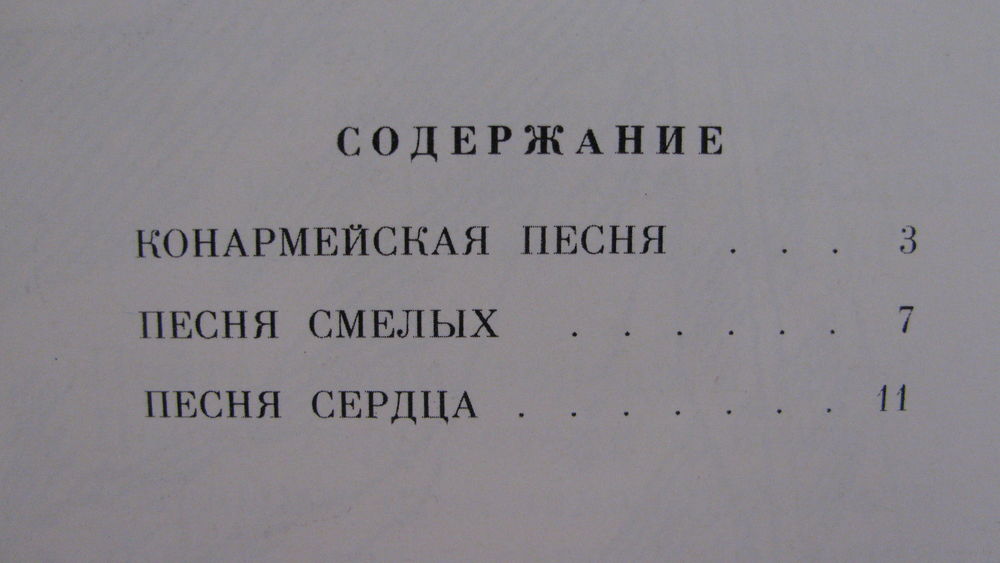 СОДЕРЖАНИЕ
КОНАРМЕЙСКАЯ ПЕСНЯ . . . 3
ПЕСНЯ СМЕЛЫХ . . . . . . 7
ПЕСНЯ СЕРДЦА . . . . . . . 11